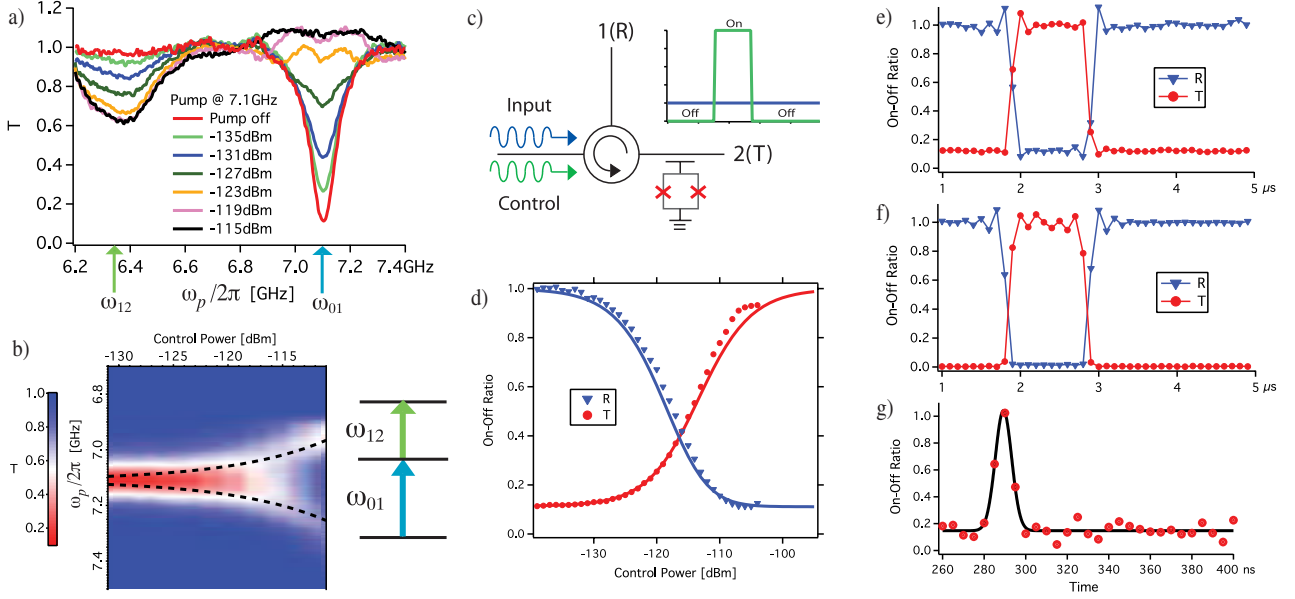 a)
1.2
1.0
0.8
0.6
0.4
0.2
0.0
T
Pump @ 7.1GHz
Pump off
-135dBm
-131dBm
-127dBm
-123dBm
-119dBm
-115dBm
6.2
6.4
6.6
6.8
7.0
7.2
7.4GHz
ω12
ωp/2π [GHz]
ω01
b)
Control Power [dBm]
-130
-125
-120
-115
1.0
0.8
0.6
0.4
0.2
T
ωp/2π [GHz]
6.8
7.0
7.2
7.4
ω12
ω01
c)
1(R)
On
Off
Off
Input
Control
2(T)
d)
1.0
0.8
0.6
0.4
0.2
0.0
On-Off Ratio
R
T
-130
-120
-110
-100
Control Power [dBm]
e)
1.0
0.8
0.6
0.4
0.2
0.0
On-Off Ratio
R
T
1
2
3
4
5 μs
f)
1.0
0.8
0.6
0.4
0.2
0.0
On-Off Ratio
R
T
1
2
3
4
5 μs
g)
1.0
0.8
0.6
0.4
0.2
0.0
On-Off Ratio
260
280
300
320
340
360
380
400 ns
Time